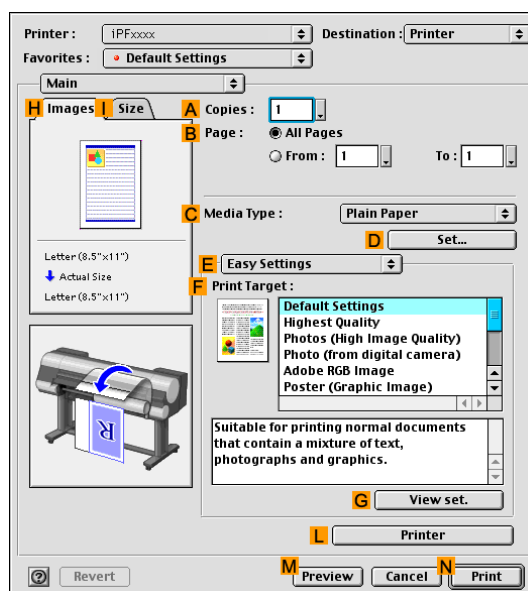 Printer : iPFxxxx Destination : Printer
Favorites : Default Settings
Main
H Images I Size
A Copies : 1
B Page : All Pages
From : 1 To : 1
C Media Type : Plain Paper
D Set...
Letter (8.5"x11")
Actual Size
Letter (8.5"x11")
E Easy Settings
F Print Target :
Default Settings
Highest Quality
Photos (High Image Quality)
Photo (from digital camera)
Adobe RGB Image
Poster (Graphic Image)
R
Suitable for printing normal documents
that contain a mixture of text,
photographs and graphics.
G View set.
L Printer
? Revert M Preview Cancel N Print